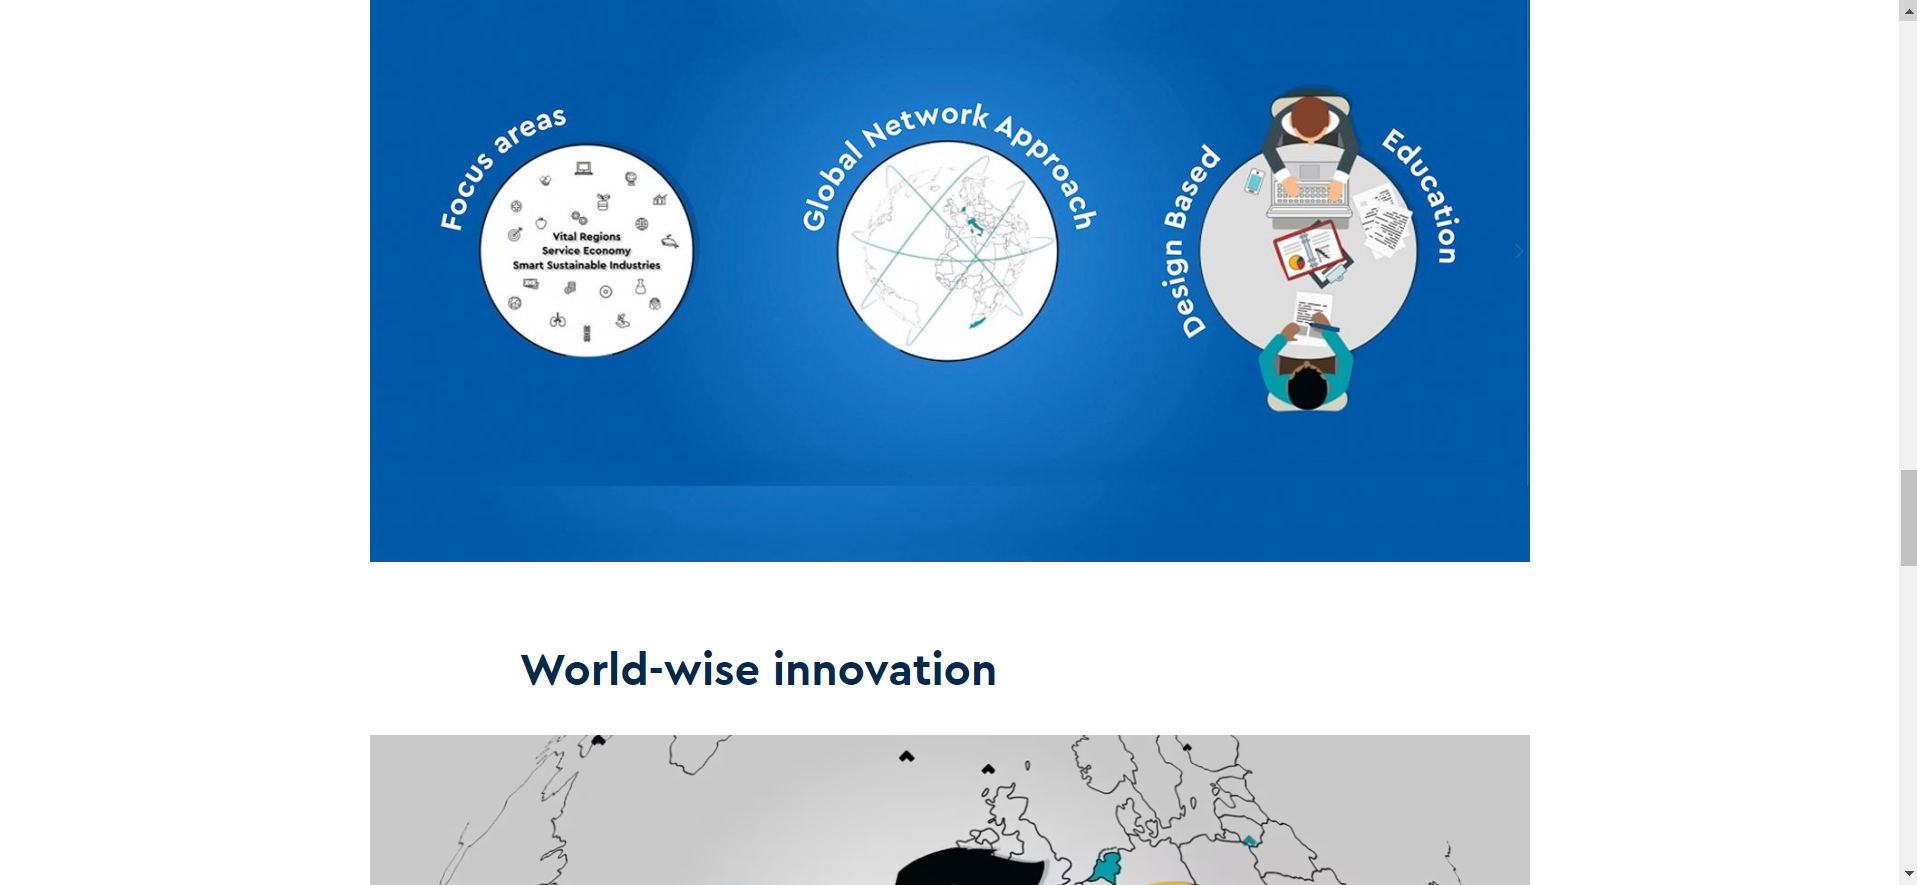 Focus areas
Vital Regions
Service Economy
Smart Sustainable Industries
Global Network Approach
Design Based
Education
World-wise innovation